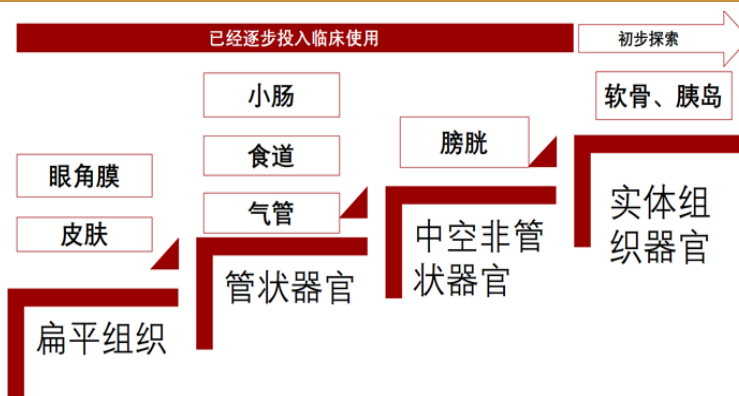 已经逐步投入临床使用
初步探索
小肠
食道
气管
眼角膜
皮肤
膀胱
软骨、胰岛
扁平组织
管状器官
中空非管
状器官
实体组
织器官